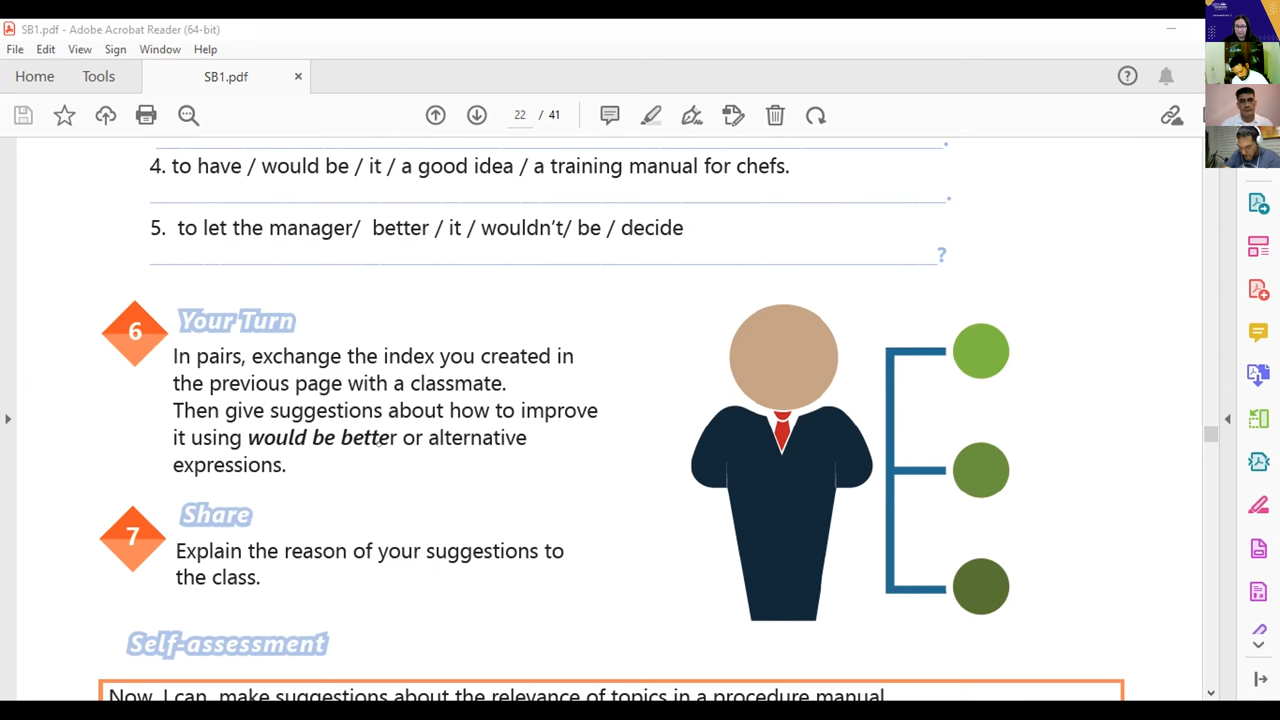 SB1.pdf - Adobe Acrobat Reader (64-bit)
File Edit View Sign Window Help
Home Tools SB1.pdf ×
22 / 41
4. to have / would be / it / a good idea / a training manual for chefs.
.
5. to let the manager/ better / it / wouldn't/ be / decide
?
6 Your Turn
In pairs, exchange the index you created in
the previous page with a classmate.
Then give suggestions about how to improve
it using would be better or alternative
expressions.
7 Share
Explain the reason of your suggestions to
the class.
Self-assessment
Now, I can make suggestions about the relevance of topics in a procedure manual